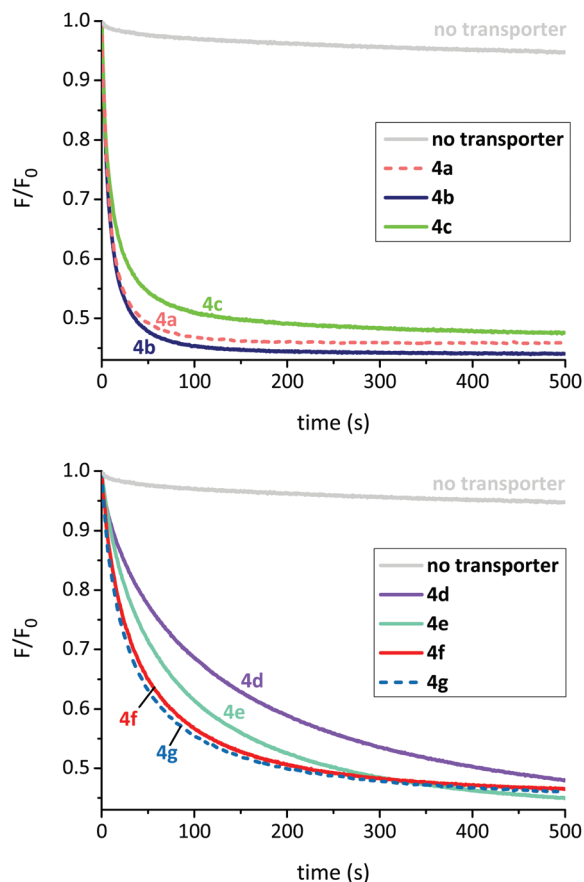 no transporter
1.0
0.9
0.8
0.7
0.6
0.5
F/F0
no transporter
4a
4b
4c
4c
4a
4b
0 100 200 300 400 500
time (s)
no transporter
1.0
0.9
0.8
0.7
0.6
0.5
F/F0
no transporter
4d
4e
4f
4g
4d
4e
4f
4g
0 100 200 300 400 500
time (s)